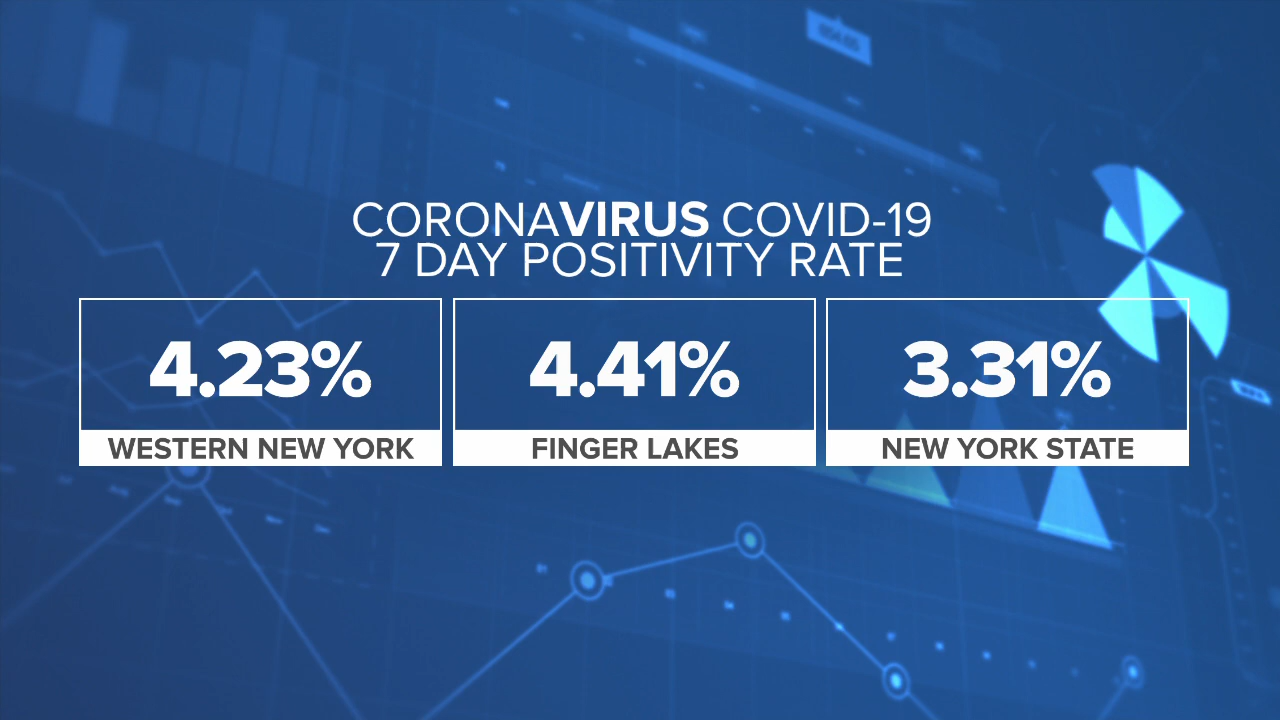 CORONAVIRUS COVID-19
7 DAY POSITIVITY RATE
4.23%
WESTERN NEW YORK
4.41%
FINGER LAKES
3.31%
NEW YORK STATE